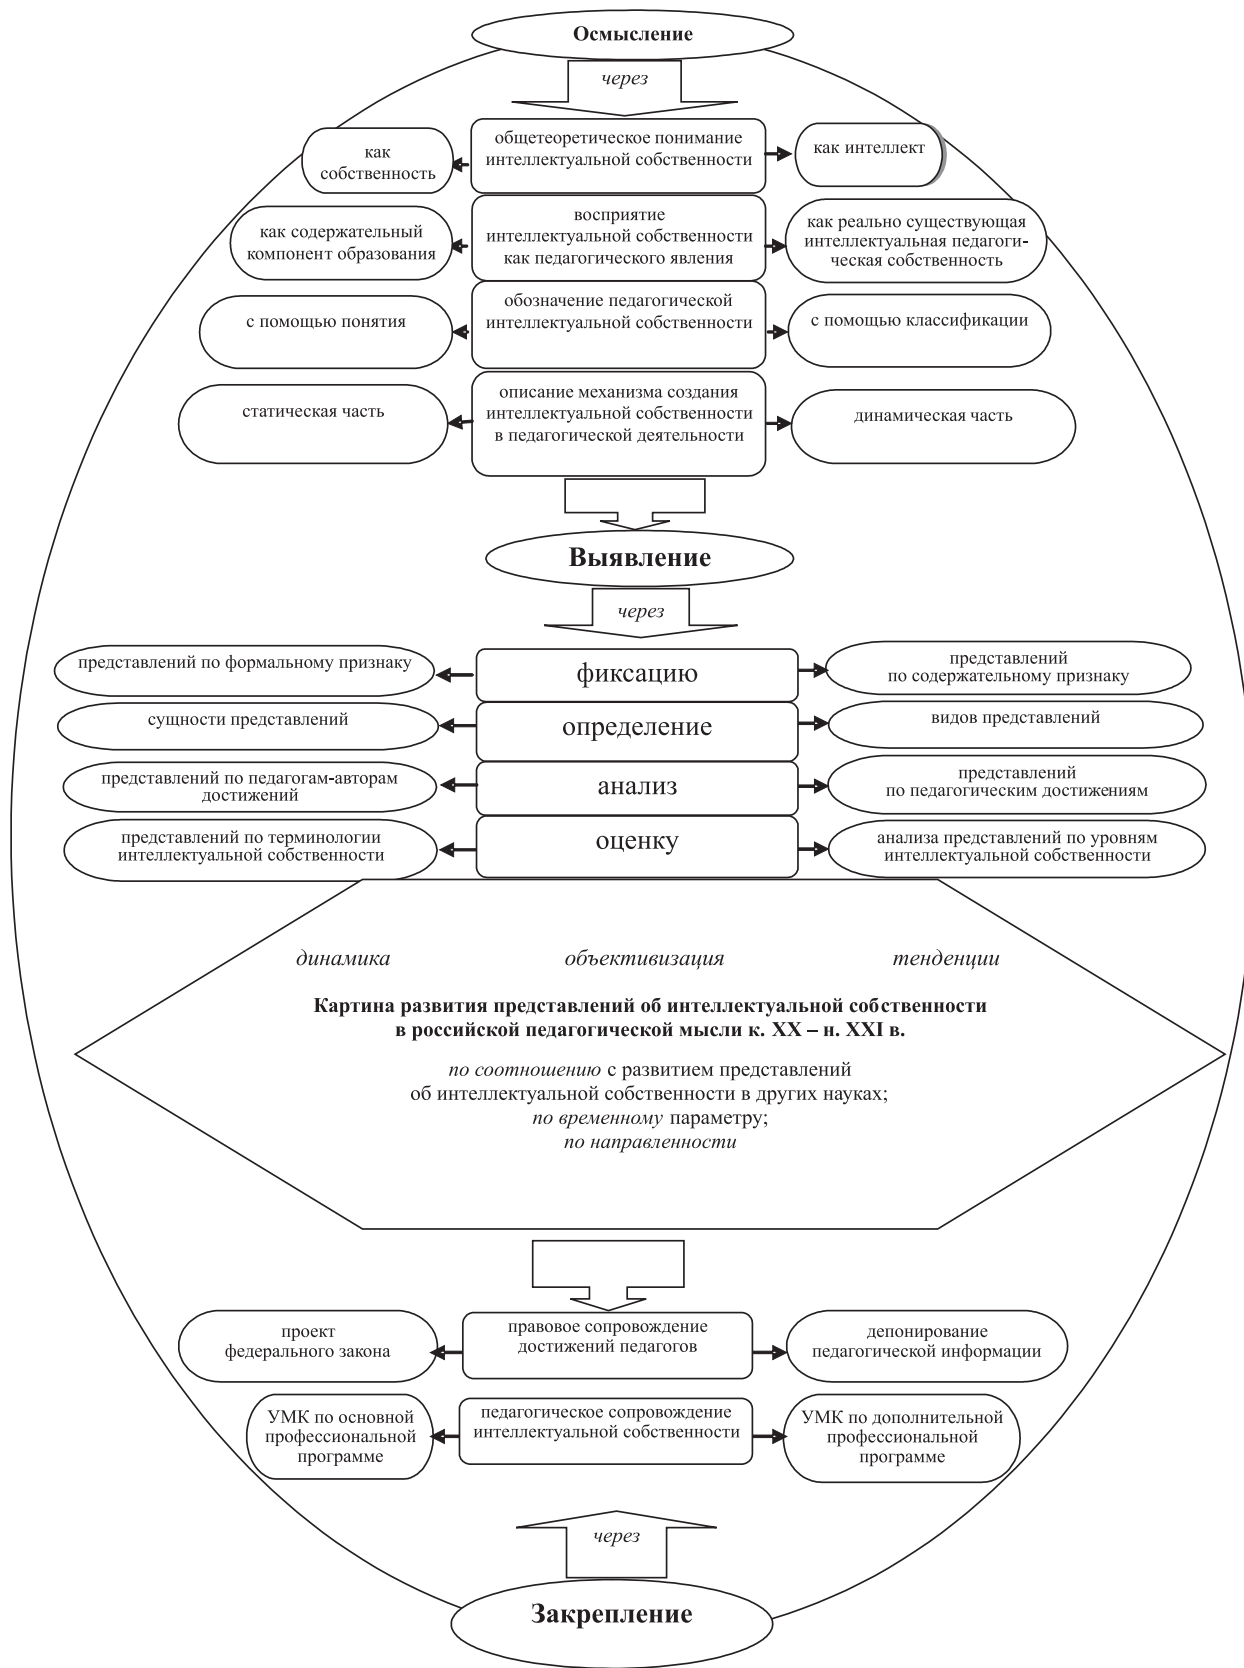 Осмысление
через
как
собственность
общетеоретическое понимание
интеллектуальной собственности
как интеллект
как содержательный
компонент образования
восприятие
интеллектуальной собственности
как педагогического явления
как реально существующая
интеллектуальная педагоги-
ческая собственность
с помощью понятия
обозначение педагогической
интеллектуальной собственности
с помощью классификации
статическая часть
описание механизма создания
интеллектуальной собственности
в педагогической деятельности
динамическая часть
Выявление
через
представлений по формальному признаку
фиксацию
представлений
по содержательному признаку
сущности представлений
определение
видов представлений
представлений по педагогам-авторам
достижений
анализ
представлений
по педагогическим достижениям
представлений по терминологии
интеллектуальной собственности
оценку
анализа представлений по уровням
интеллектуальной собственности
динамика
объективизация
тенденции
Картина развития представлений об интеллектуальной собственности
в российской педагогической мысли к. XX – н. XXI в.
по соотношению с развитием представлений
об интеллектуальной собственности в других науках;
по временному параметру;
по направленности
проект
федерального закона
правовое сопровождение
достижений педагогов
депонирование
педагогической информации
УМК по основной
профессиональной
программе
педагогическое сопровождение
интеллектуальной собственности
УМК по дополнительной
профессиональной
программе
через
Закрепление